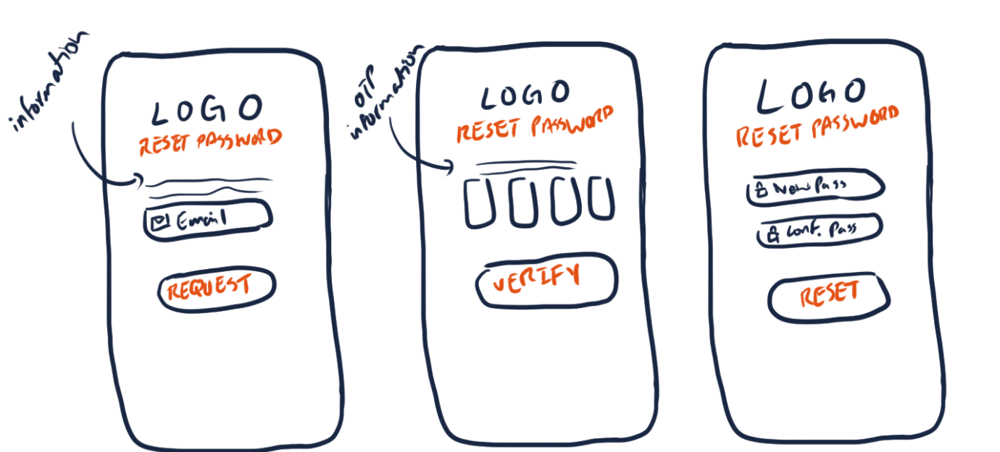 information
LOGO
RESET PASSWORD
Email
REQUEST
OTP
information
LOGO
RESET PASSWORD
VERIFY
LOGO
RESET PASSWORD
New Pass
Conf. Pass
RESET